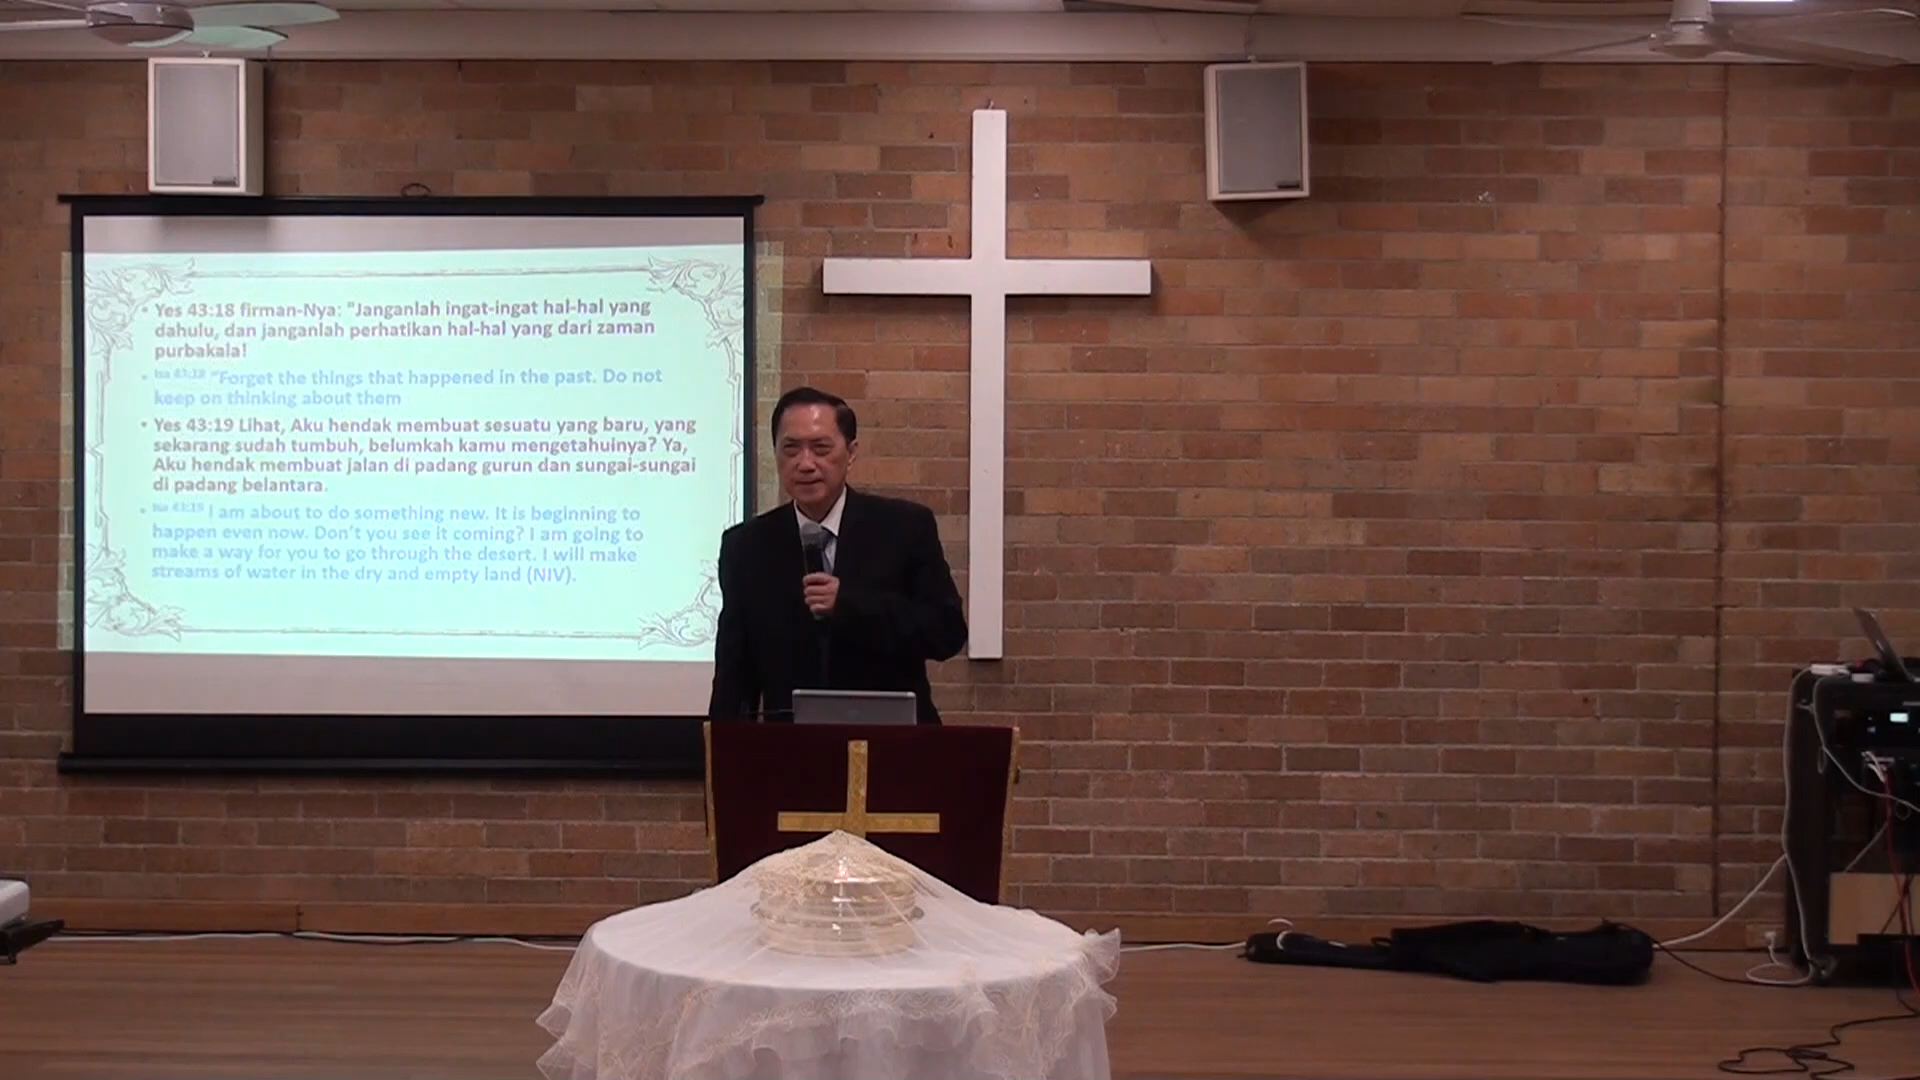 • Yes 43:18 firman-Nya: "Janganlah ingat-ingat hal-hal yang
dahulu, dan janganlah perhatikan hal-hal yang dari zaman
purbakala!
• Isa 43:18 "Forget the things that happened in the past. Do not
keep on thinking about them
• Yes 43:19 Lihat, Aku hendak membuat sesuatu yang baru, yang
sekarang sudah tumbuh, belumkah kamu mengetahuinya? Ya,
Aku hendak membuat jalan di padang gurun dan sungai-sungai
di padang belantara.
• Isa 43:19 I am about to do something new. It is beginning to
happen even now. Don't you see it coming? I am going to
make a way for you to go through the desert. I will make
streams of water in the dry and empty land (NIV).